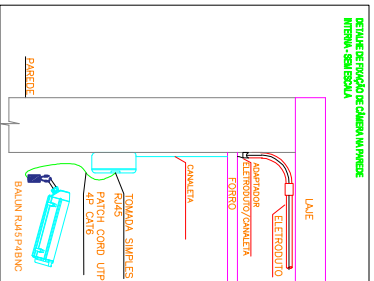 DETALHE DE FIXAÇÃO DE CÂMERA NA PAREDE
INTERNA - SEM ESCALA
LAJE
ELETRODUTO
ADAPTADOR
ELETRODUTO/CANALETA
FORRO
CANALETA
TOMADA SIMPLES
RJ45
PATCH CORD UTP
4P CAT6
BALUN RJ45 P4 BNC
PAREDE